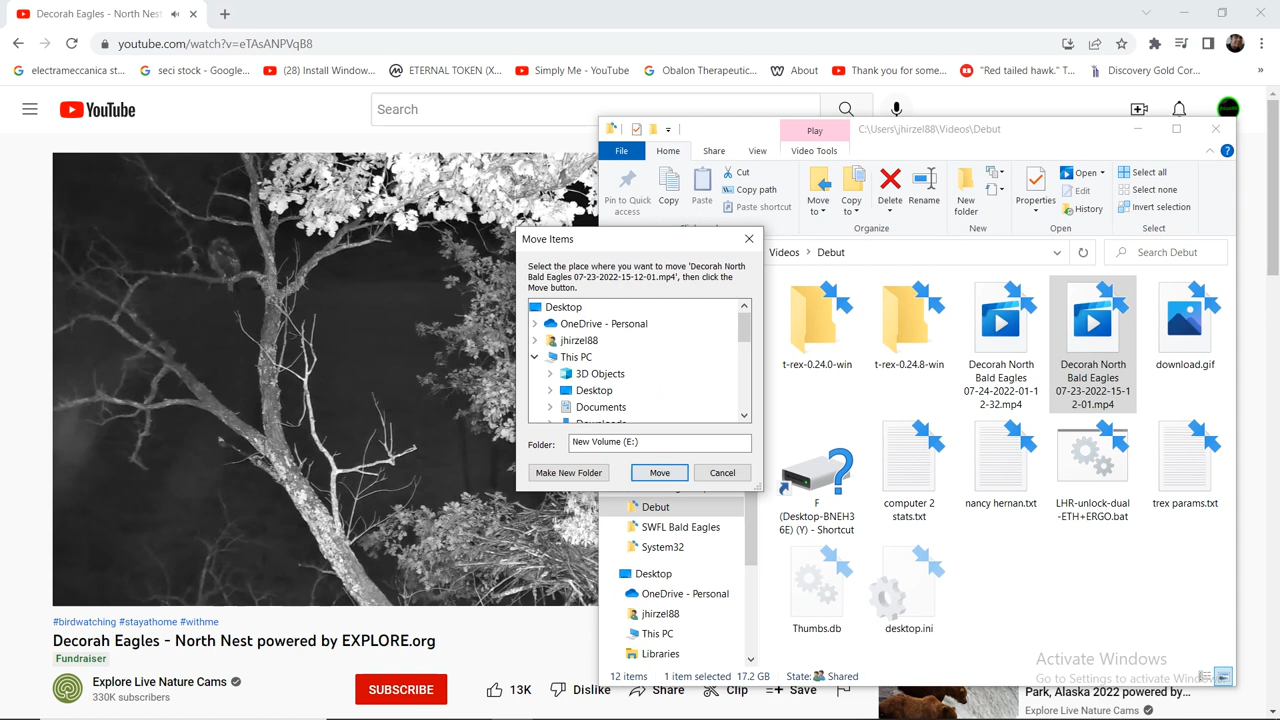 Decorah Eagles - North Nest
youtube.com/watch?v=eTAsANPVqB8
electrameccanica st...
seci stock - Google...
(28) Install Window...
ETERNAL TOKEN (X...
Simply Me - YouTube
Obalon Therapeutic...
About
Thank you for some...
"Red tailed hawk." T...
Discovery Gold Cor...
»
YouTube
Search
Play
C:\Users\jhirzel88\Videos\Debut
File
Home
Share
View
Video Tools
Pin to Quick access
Copy
Paste
Cut
Copy path
Paste shortcut
Move to
Copy to
Delete
Rename
New folder
Properties
Open
Edit
History
Select all
Select none
Invert selection
Organize
New
Open
Select
Videos > Debut
Search Debut
Move Items
Select the place where you want to move 'Decorah North
Bald Eagles 07-23-2022-15-12-01.mp4', then click the
Move button.
Desktop
OneDrive - Personal
jhirzel88
This PC
3D Objects
Desktop
Documents
Folder:
New Volume (E:)
Make New Folder
Move
Cancel
t-rex-0.24.0-win
t-rex-0.24.8-win
Decorah North
Bald Eagles
07-24-2022-01-1
2-32.mp4
Decorah North
Bald Eagles
07-23-2022-15-1
2-01.mp4
download.gif
F
(Desktop-BNEH3
6E) (Y) - Shortcut
computer 2
stats.txt
nancy hernan.txt
LHR-unlock-dual
-ETH+ERGO.bat
trex params.txt
Thumbs.db
desktop.ini
Debut
SWFL Bald Eagles
System32
Desktop
OneDrive - Personal
jhirzel88
This PC
Libraries
12 items
1 item selected 17.2 GB
State: Shared
Activate Windows
Go to Settings to activate Windows.
#birdwatching #stayathome #withme
Decorah Eagles - North Nest powered by EXPLORE.org
Fundraiser
Explore Live Nature Cams
330K subscribers
SUBSCRIBE
13K
Dislike
Share
Clip
Save
Park, Alaska 2022 powered by...
Explore Live Nature Cams